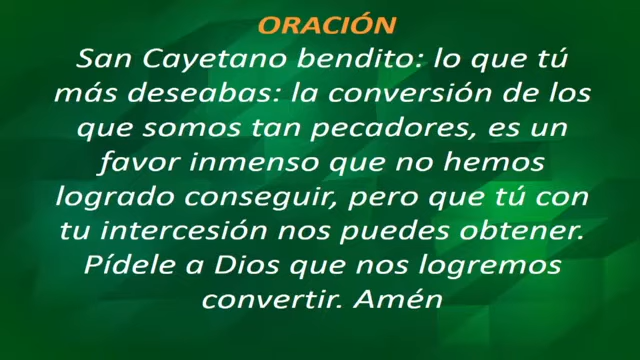 ORACIÓN
San Cayetano bendito: lo que tú
más deseabas: la conversión de los
que somos tan pecadores, es un
favor inmenso que no hemos
logrado conseguir, pero que tú con
tu intercesión nos puedes obtener.
Pídele a Dios que nos logremos
convertir. Amén